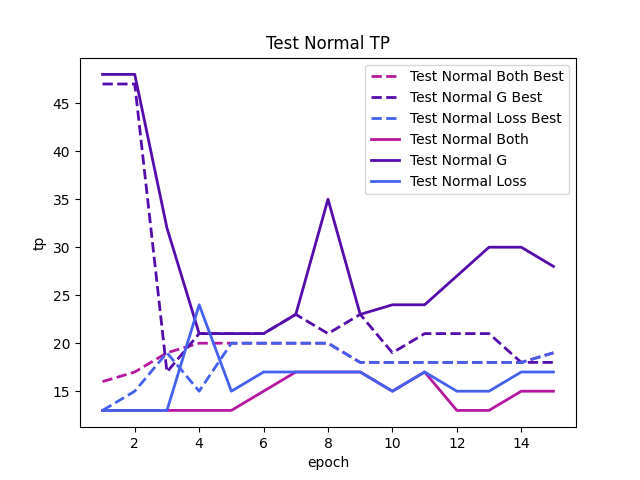 Test Normal TP
Test Normal Both Best
Test Normal G Best
Test Normal Loss Best
Test Normal Both
Test Normal G
Test Normal Loss
tp
45
40
35
30
25
20
15
2 4 6 8 10 12 14
epoch